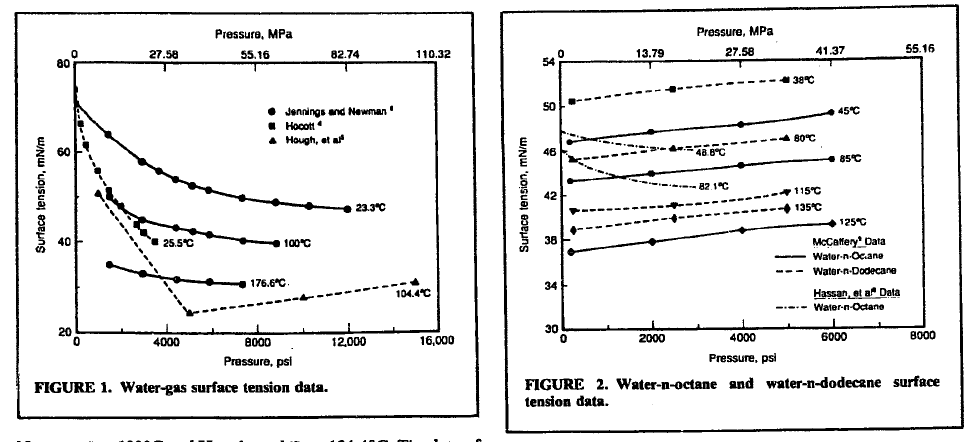 Pressure, MPa
0 27.58 55.16 82.74 110.32
80
60
40
20
Surface tension, mN/m
Jennings and Newman
Hocott
Hough, et al
23.3°C
100°C
25.5°C
176.6°C
104.4°C
0 4000 8000 12,000 16,000
Pressure, psi
FIGURE 1. Water-gas surface tension data.
Pressure, MPa
0 13.79 27.58 41.37 55.16
54
50
46
42
38
34
30
Surface tension, mN/m
38°C
45°C
80°C
48.8°C
85°C
82.1°C
115°C
135°C
125°C
McCaffery Data
Water-n-Octane
Water-n-Dodecane
Hassan, et al Data
Water-n-Octane
0 2000 4000 6000 8000
Pressure, psi
FIGURE 2. Water-n-octane and water-n-dodecane surface
tension data.